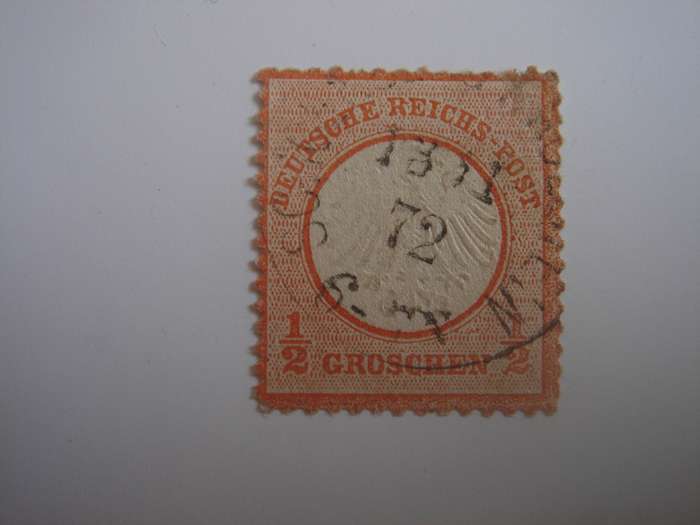 DEUTSCHE REICHS-POST
72
1/2 GROSCHEN 1/2